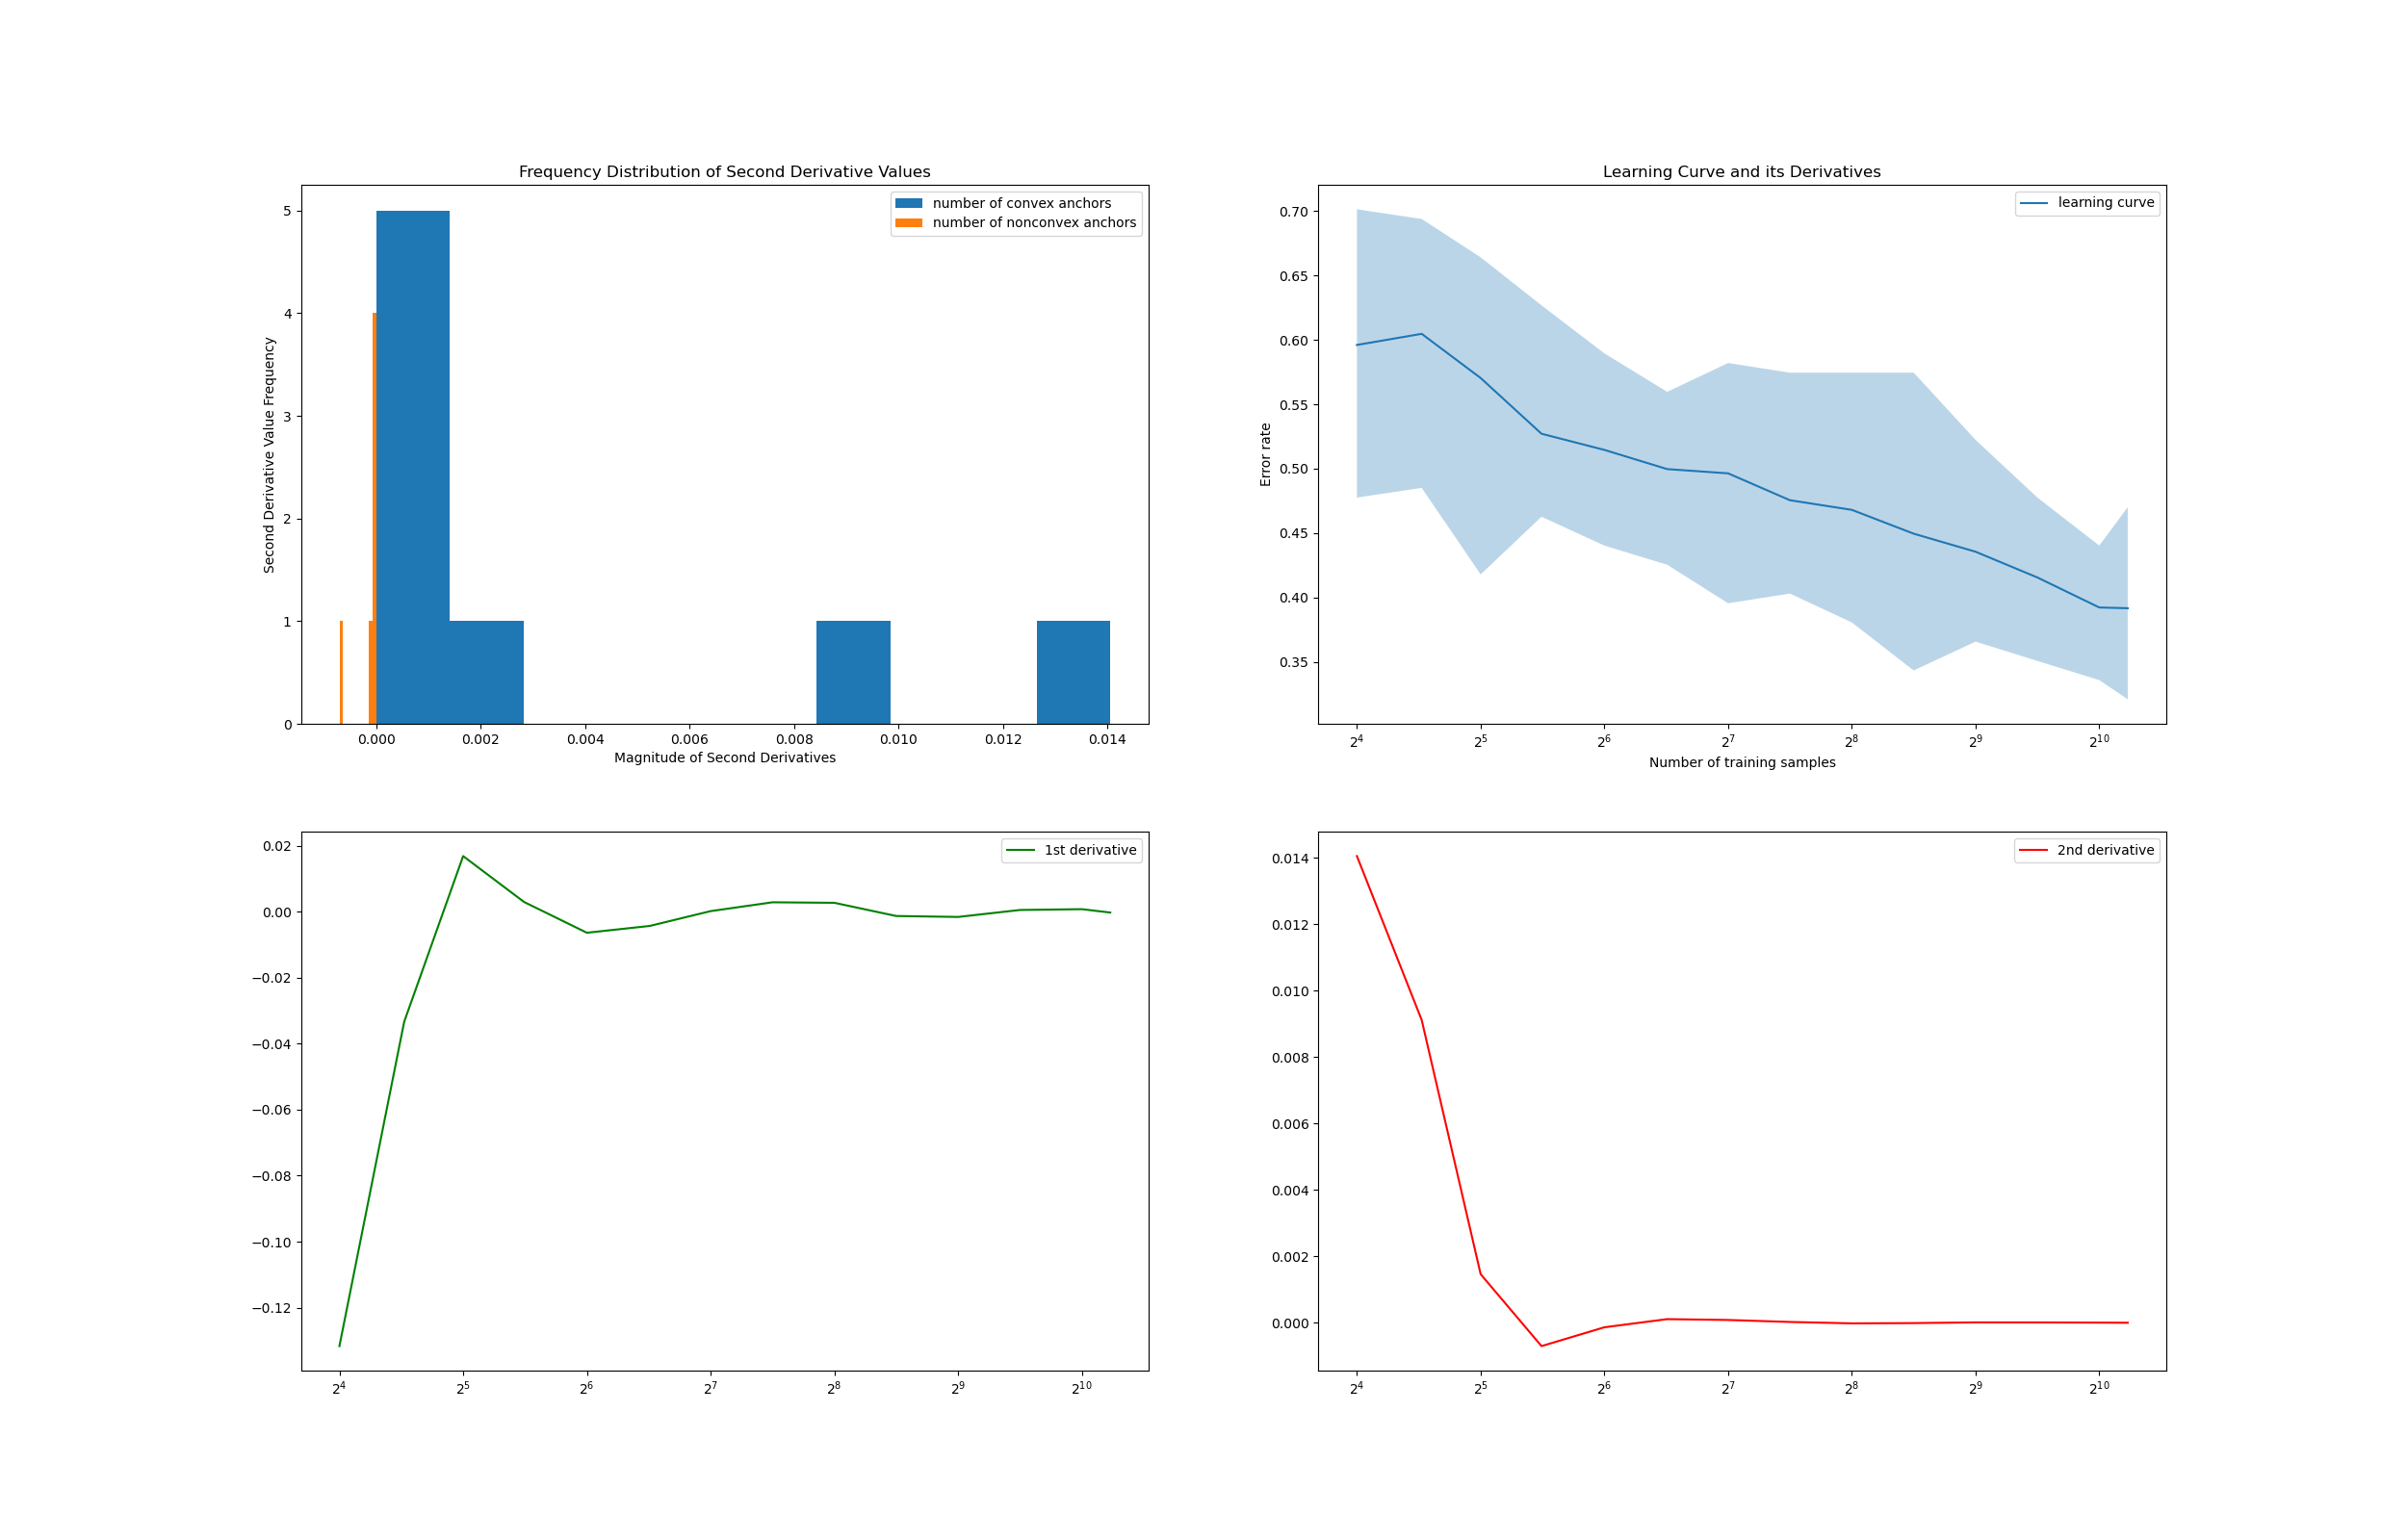 Frequency Distribution of Second Derivative Values
number of convex anchors
number of nonconvex anchors
Second Derivative Value Frequency
5
4
3
2
1
0
0.000 0.002 0.004 0.006 0.008 0.010 0.012 0.014
Magnitude of Second Derivatives
Learning Curve and its Derivatives
learning curve
Error rate
0.70
0.65
0.60
0.55
0.50
0.45
0.40
0.35
2⁴ 2⁵ 2⁶ 2⁷ 2⁸ 2⁹ 2¹⁰
Number of training samples
1st derivative
0.02
0.00
−0.02
−0.04
−0.06
−0.08
−0.10
−0.12
2⁴ 2⁵ 2⁶ 2⁷ 2⁸ 2⁹ 2¹⁰
2nd derivative
0.014
0.012
0.010
0.008
0.006
0.004
0.002
0.000
2⁴ 2⁵ 2⁶ 2⁷ 2⁸ 2⁹ 2¹⁰